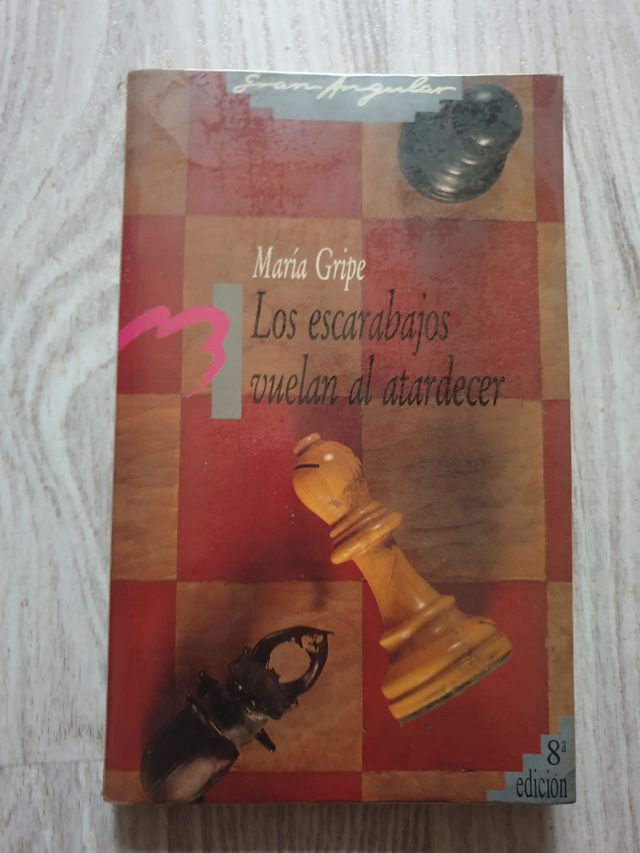 Gran Angular
María Gripe
Los escarabajos
vuelan al atardecer
8ª
edición